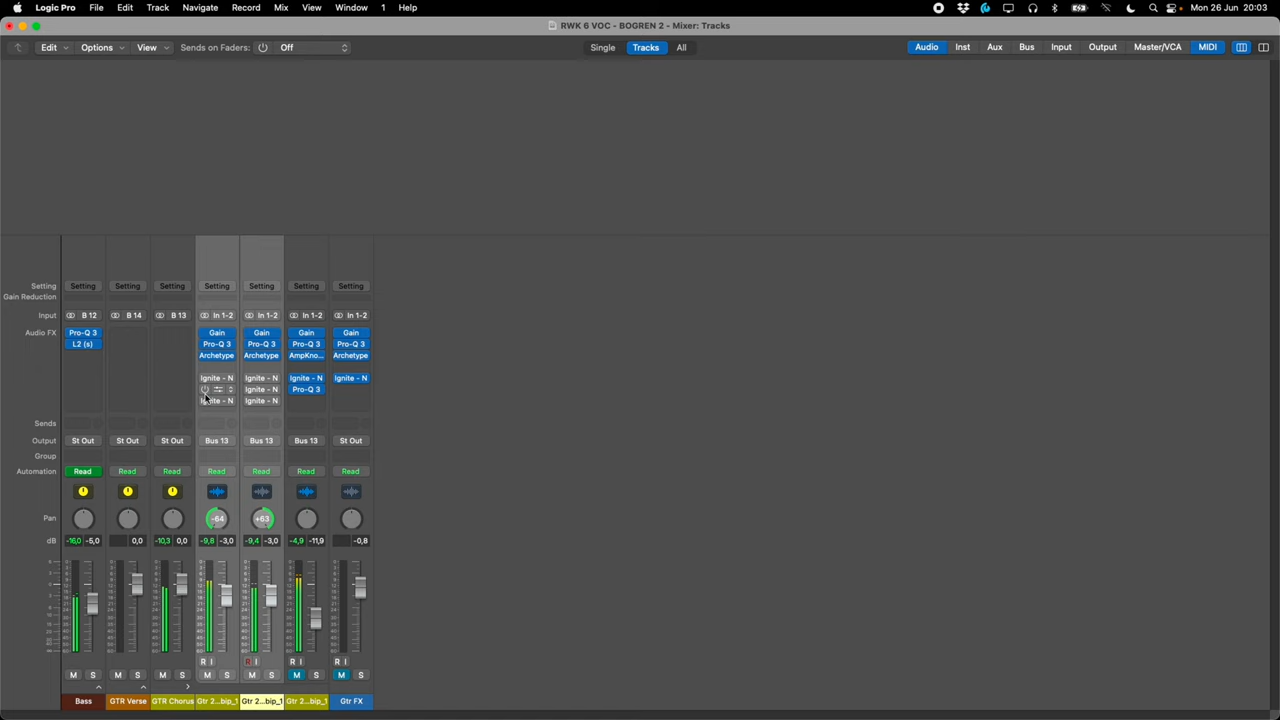 Logic Pro File Edit Track Navigate Record Mix View Window 1 Help Mon 26 Jun 20:03
RWK 6 VOC - BOGREN 2 - Mixer: Tracks
Edit Options View Sends on Faders: Off Single Tracks All Audio Inst Aux Bus Input Output Master/VCA MIDI
Setting Setting Setting Setting Setting Setting Setting Setting
Gain Reduction
Input B 12 B 14 B 13 In 1-2 In 1-2 In 1-2 In 1-2
Audio FX Pro-Q 3 Gain Gain Gain Gain
L2 (s) Pro-Q 3 Pro-Q 3 Pro-Q 3 Pro-Q 3
Archetype Archetype AmpKno... Archetype
Ignite - N Ignite - N Ignite - N Ignite - N
Ignite - N Pro-Q 3
Ignite - N Ignite - N
Sends
Output St Out St Out St Out Bus 13 Bus 13 Bus 13 St Out
Group
Automation Read Read Read Read Read Read Read
Pan -64 +63
dB -16,0 -5,0 0,0 -10,3 0,0 -9,8 -3,0 -9,4 -3,0 -4,9 -11,9 -0,8
R I R I R I R I
M S M S M S M S M S M S M S
Bass GTR Verse GTR Chorus Gtr 2...bip_1 Gtr 2...bip_1 Gtr 2...bip_1 Gtr FX